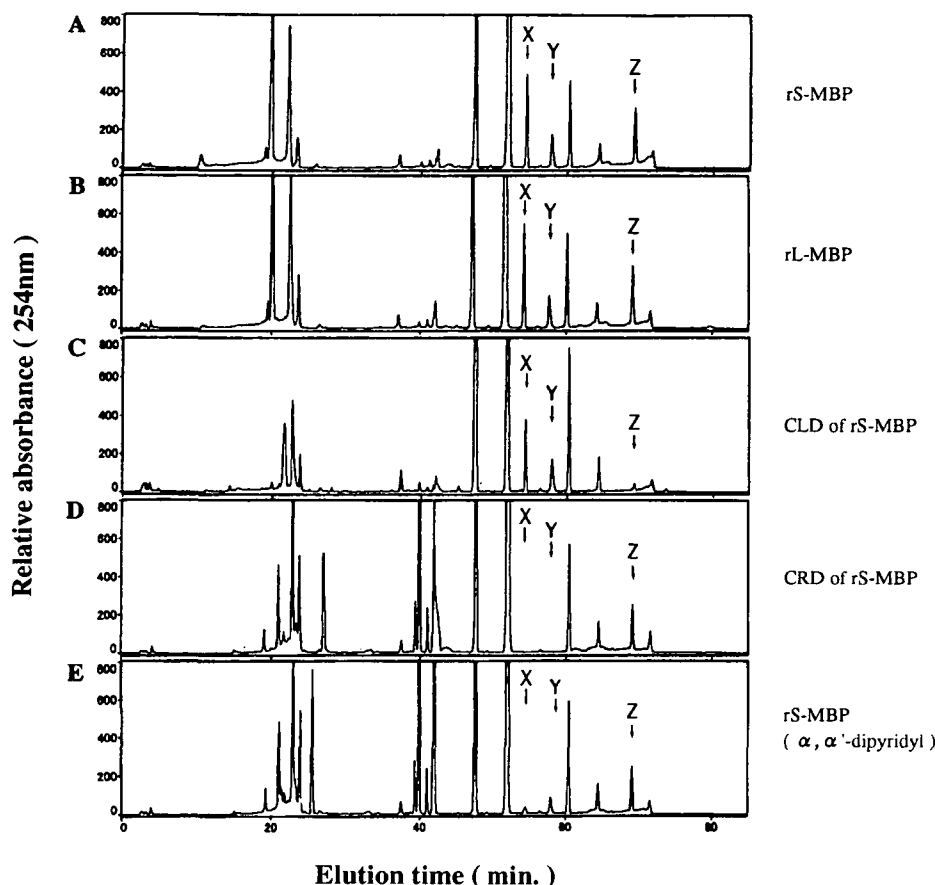 A
800
600
400
200
0
X
Y
Z
rS-MBP
B
800
600
400
200
0
X
Y
Z
rL-MBP
C
800
600
400
200
0
X
Y
Z
CLD of rS-MBP
D
800
600
400
200
0
X
Y
Z
CRD of rS-MBP
E
800
600
400
200
0
X
Y
Z
rS-MBP
( α, α'-dipyridyl )
0
20
40
60
80
Relative absorbance ( 254nm )
Elution time ( min. )